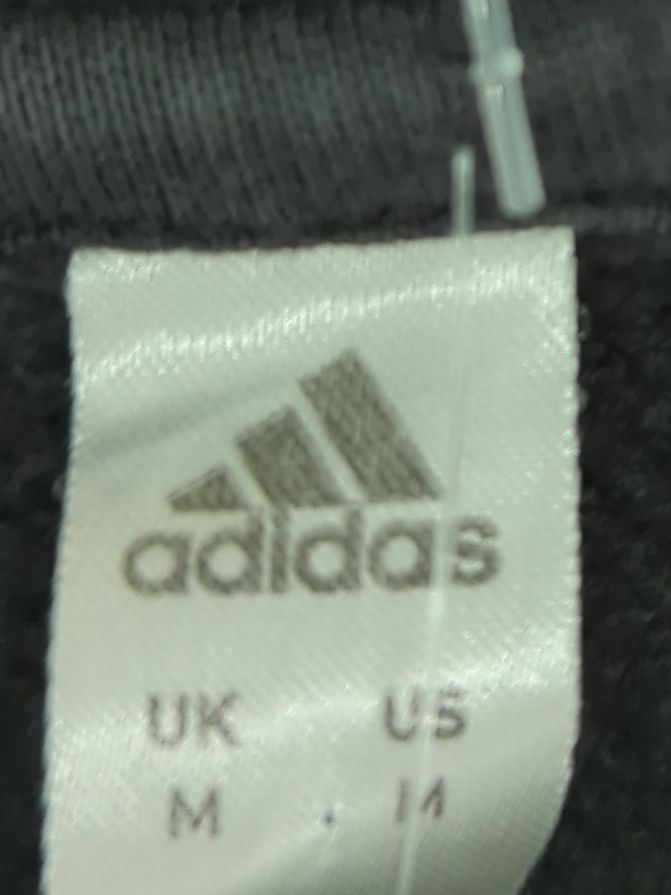 adidas
UK US
M . M